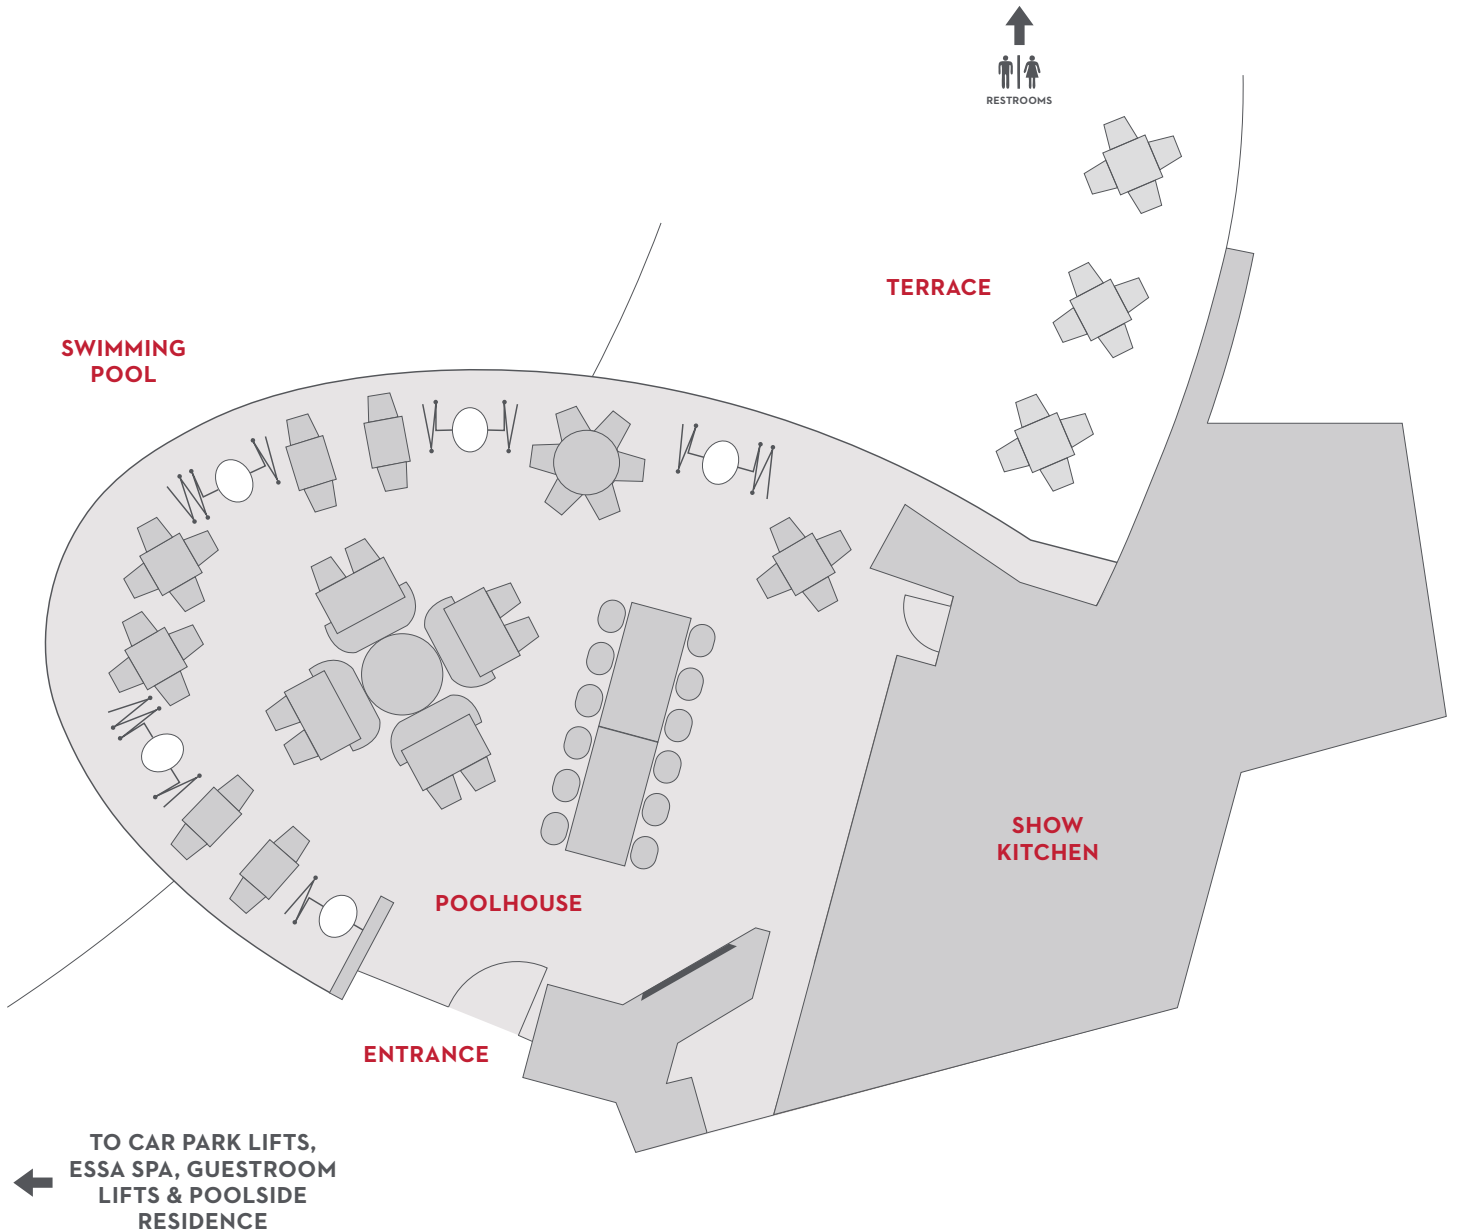 RESTROOMS
TERRACE
SWIMMING
POOL
SHOW
KITCHEN
POOLHOUSE
ENTRANCE
TO CAR PARK LIFTS,
ESSA SPA, GUESTROOM
LIFTS & POOLSIDE
RESIDENCE